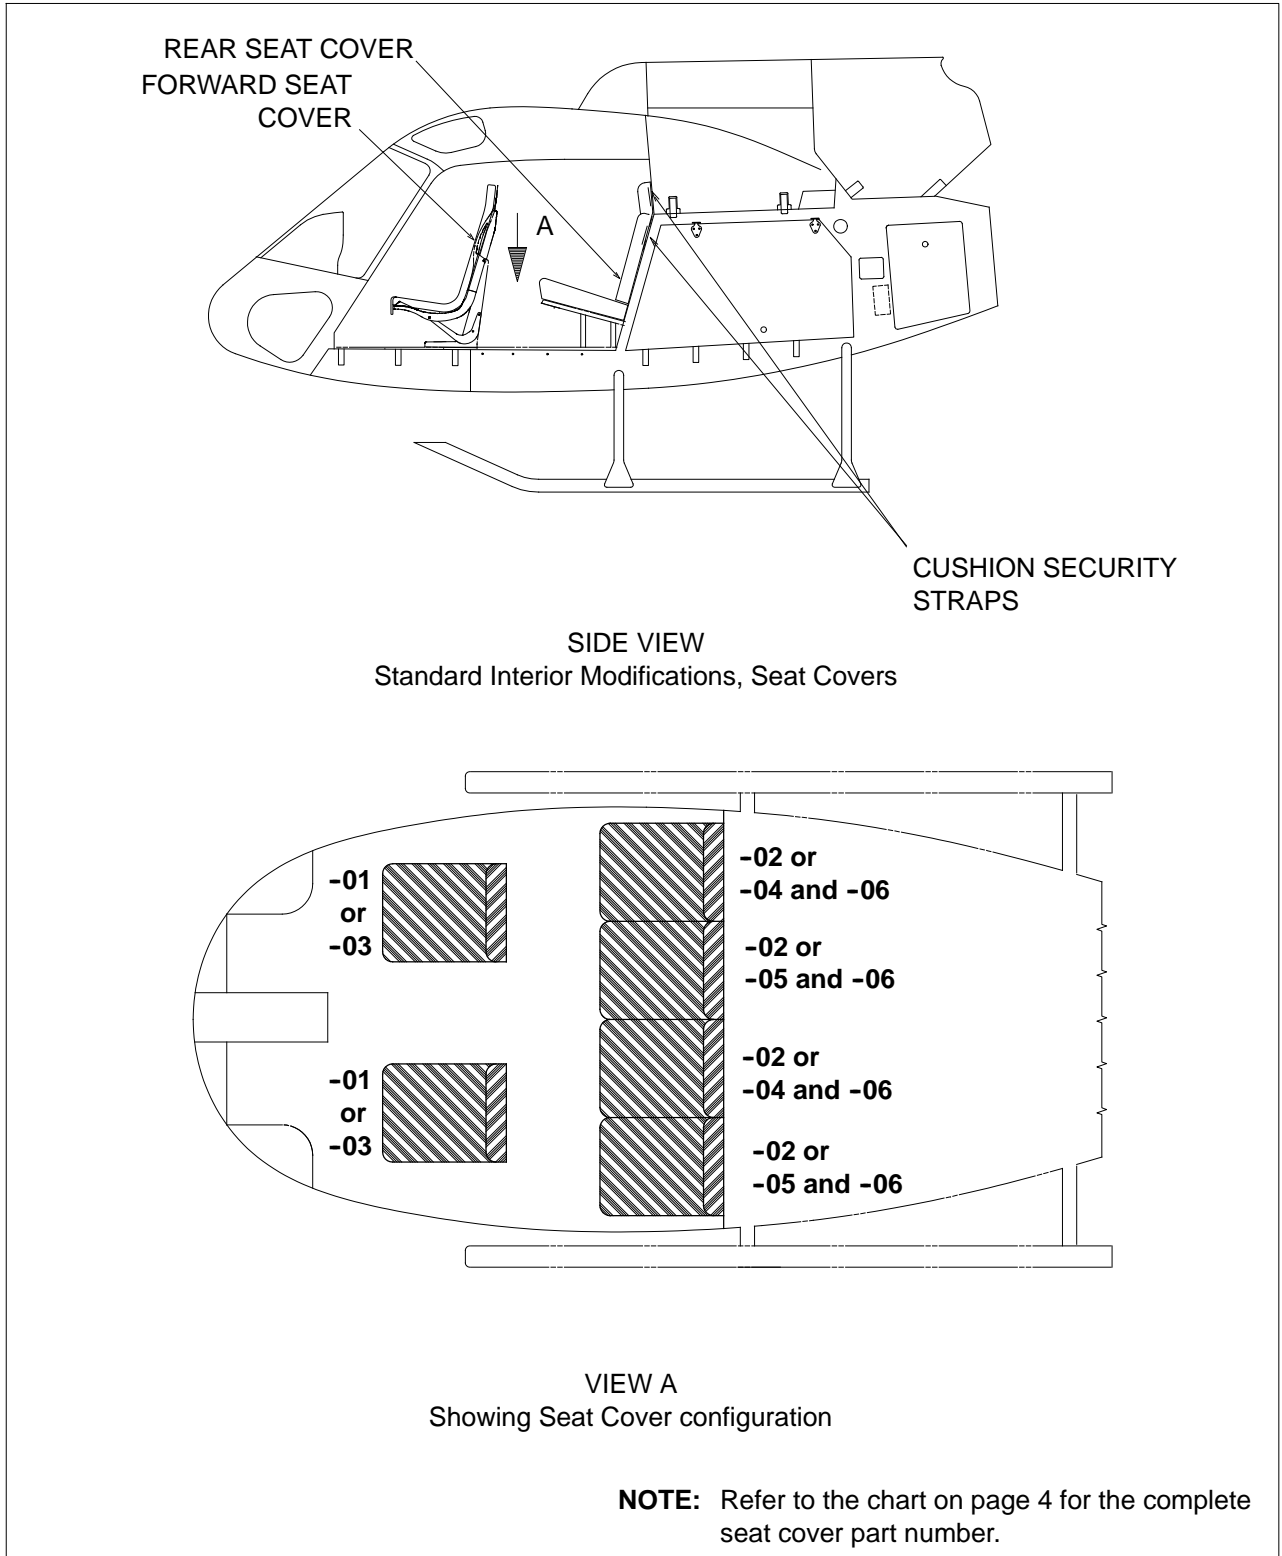 REAR SEAT COVER
FORWARD SEAT
COVER
A
CUSHION SECURITY
STRAPS
SIDE VIEW
Standard Interior Modifications, Seat Covers
-01
or
-03
-02 or
-04 and -06
-02 or
-05 and -06
-01
or
-03
-02 or
-04 and -06
-02 or
-05 and -06
VIEW A
Showing Seat Cover configuration
NOTE: Refer to the chart on page 4 for the complete
seat cover part number.